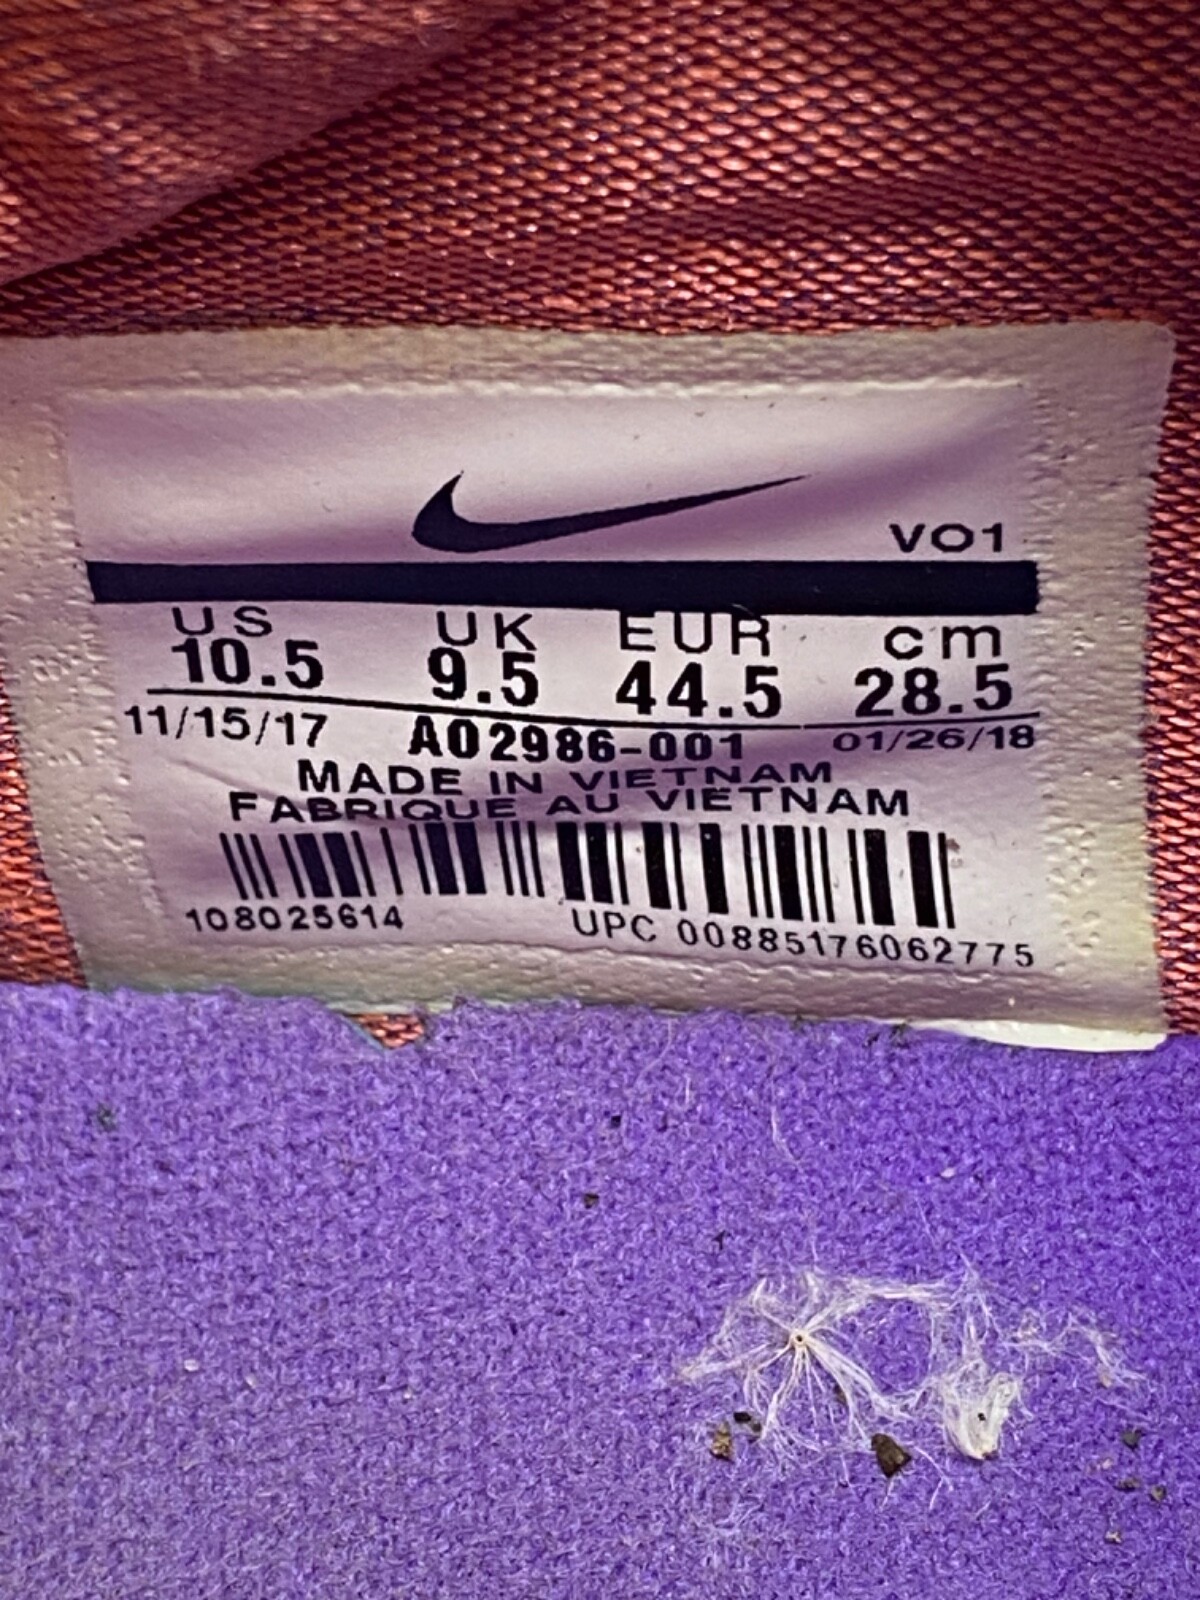 VO1
US UK EUR cm
10.5 9.5 44.5 28.5
11/15/17 AO2986-001 01/26/18
MADE IN VIETNAM
FABRIQUE AU VIETNAM
108025614 UPC 00885176062775